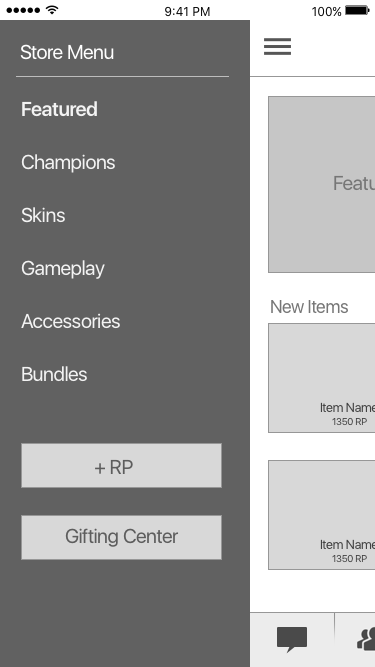 9:41 PM
100%
Store Menu
Featured
Champions
Skins
Gameplay
Accessories
Bundles
+ RP
Gifting Center
Featu
New Items
Item Name
1350 RP
Item Name
1350 RP